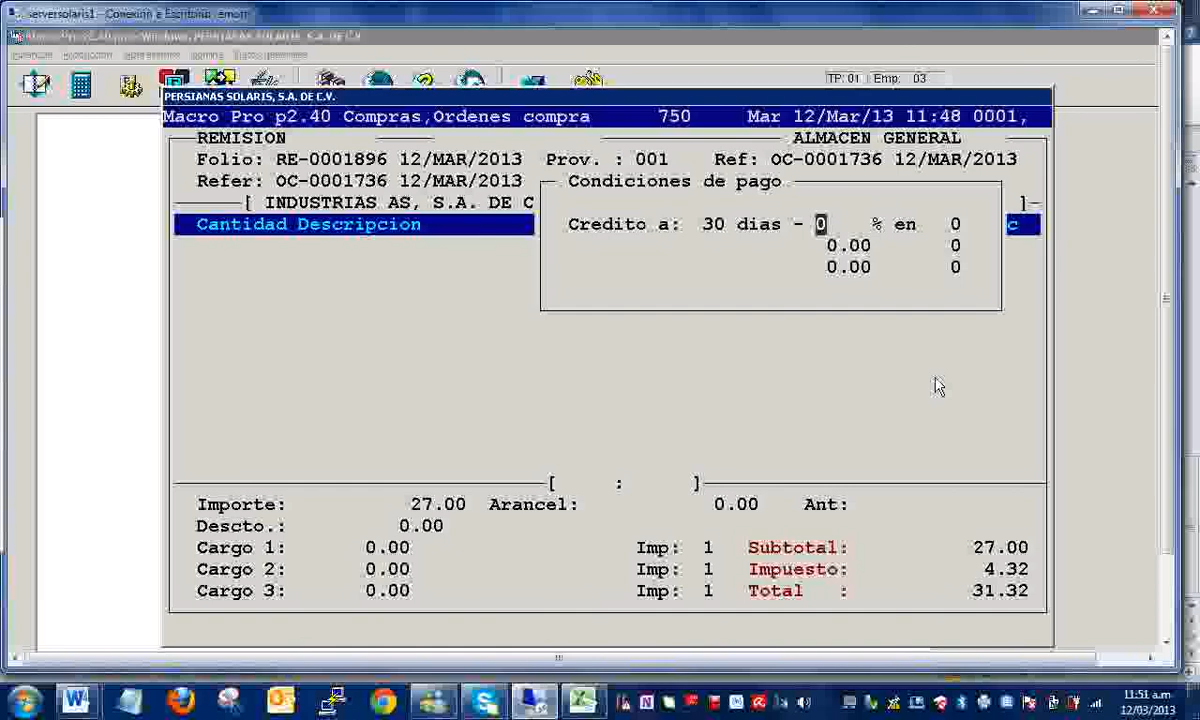 serversolaris1 - Conexión a Escritorio
TP: 01 Emp: 03
PERSIANAS SOLARIS, S.A. DE C.V.
Macro Pro p2.40 Compras,Ordenes compra 750 Mar 12/Mar/13 11:48 0001,
REMISION ALMACEN GENERAL
Folio: RE-0001896 12/MAR/2013 Prov. : 001 Ref: OC-0001736 12/MAR/2013
Refer: OC-0001736 12/MAR/2013 Condiciones de pago
[ INDUSTRIAS AS, S.A. DE C ]
Cantidad Descripcion Credito a: 30 dias - 0 % en 0 c
0.00 0
0.00 0
[ : ]
Importe: 27.00 Arancel: 0.00 Ant:
Descto.: 0.00
Cargo 1: 0.00 Imp: 1 Subtotal: 27.00
Cargo 2: 0.00 Imp: 1 Impuesto: 4.32
Cargo 3: 0.00 Imp: 1 Total : 31.32
11:51 a.m.
12/03/2013